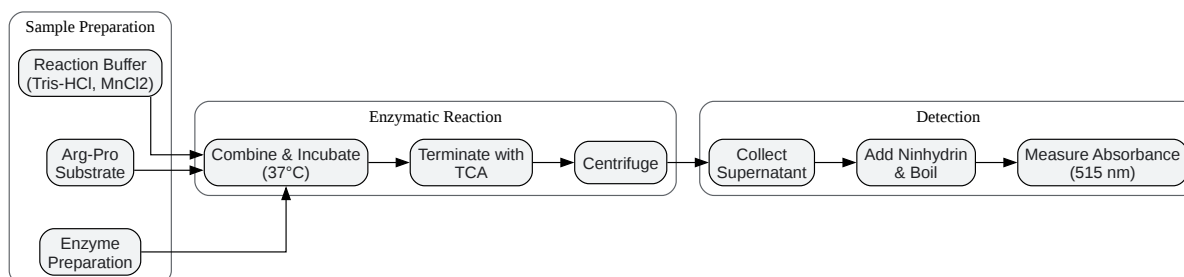 Sample Preparation
Reaction Buffer
(Tris-HCl, MnCl2)
Arg-Pro
Substrate
Enzyme
Preparation
Enzymatic Reaction
Combine & Incubate
(37°C)
Terminate with
TCA
Centrifuge
Detection
Collect
Supernatant
Add Ninhydrin
& Boil
Measure Absorbance
(515 nm)